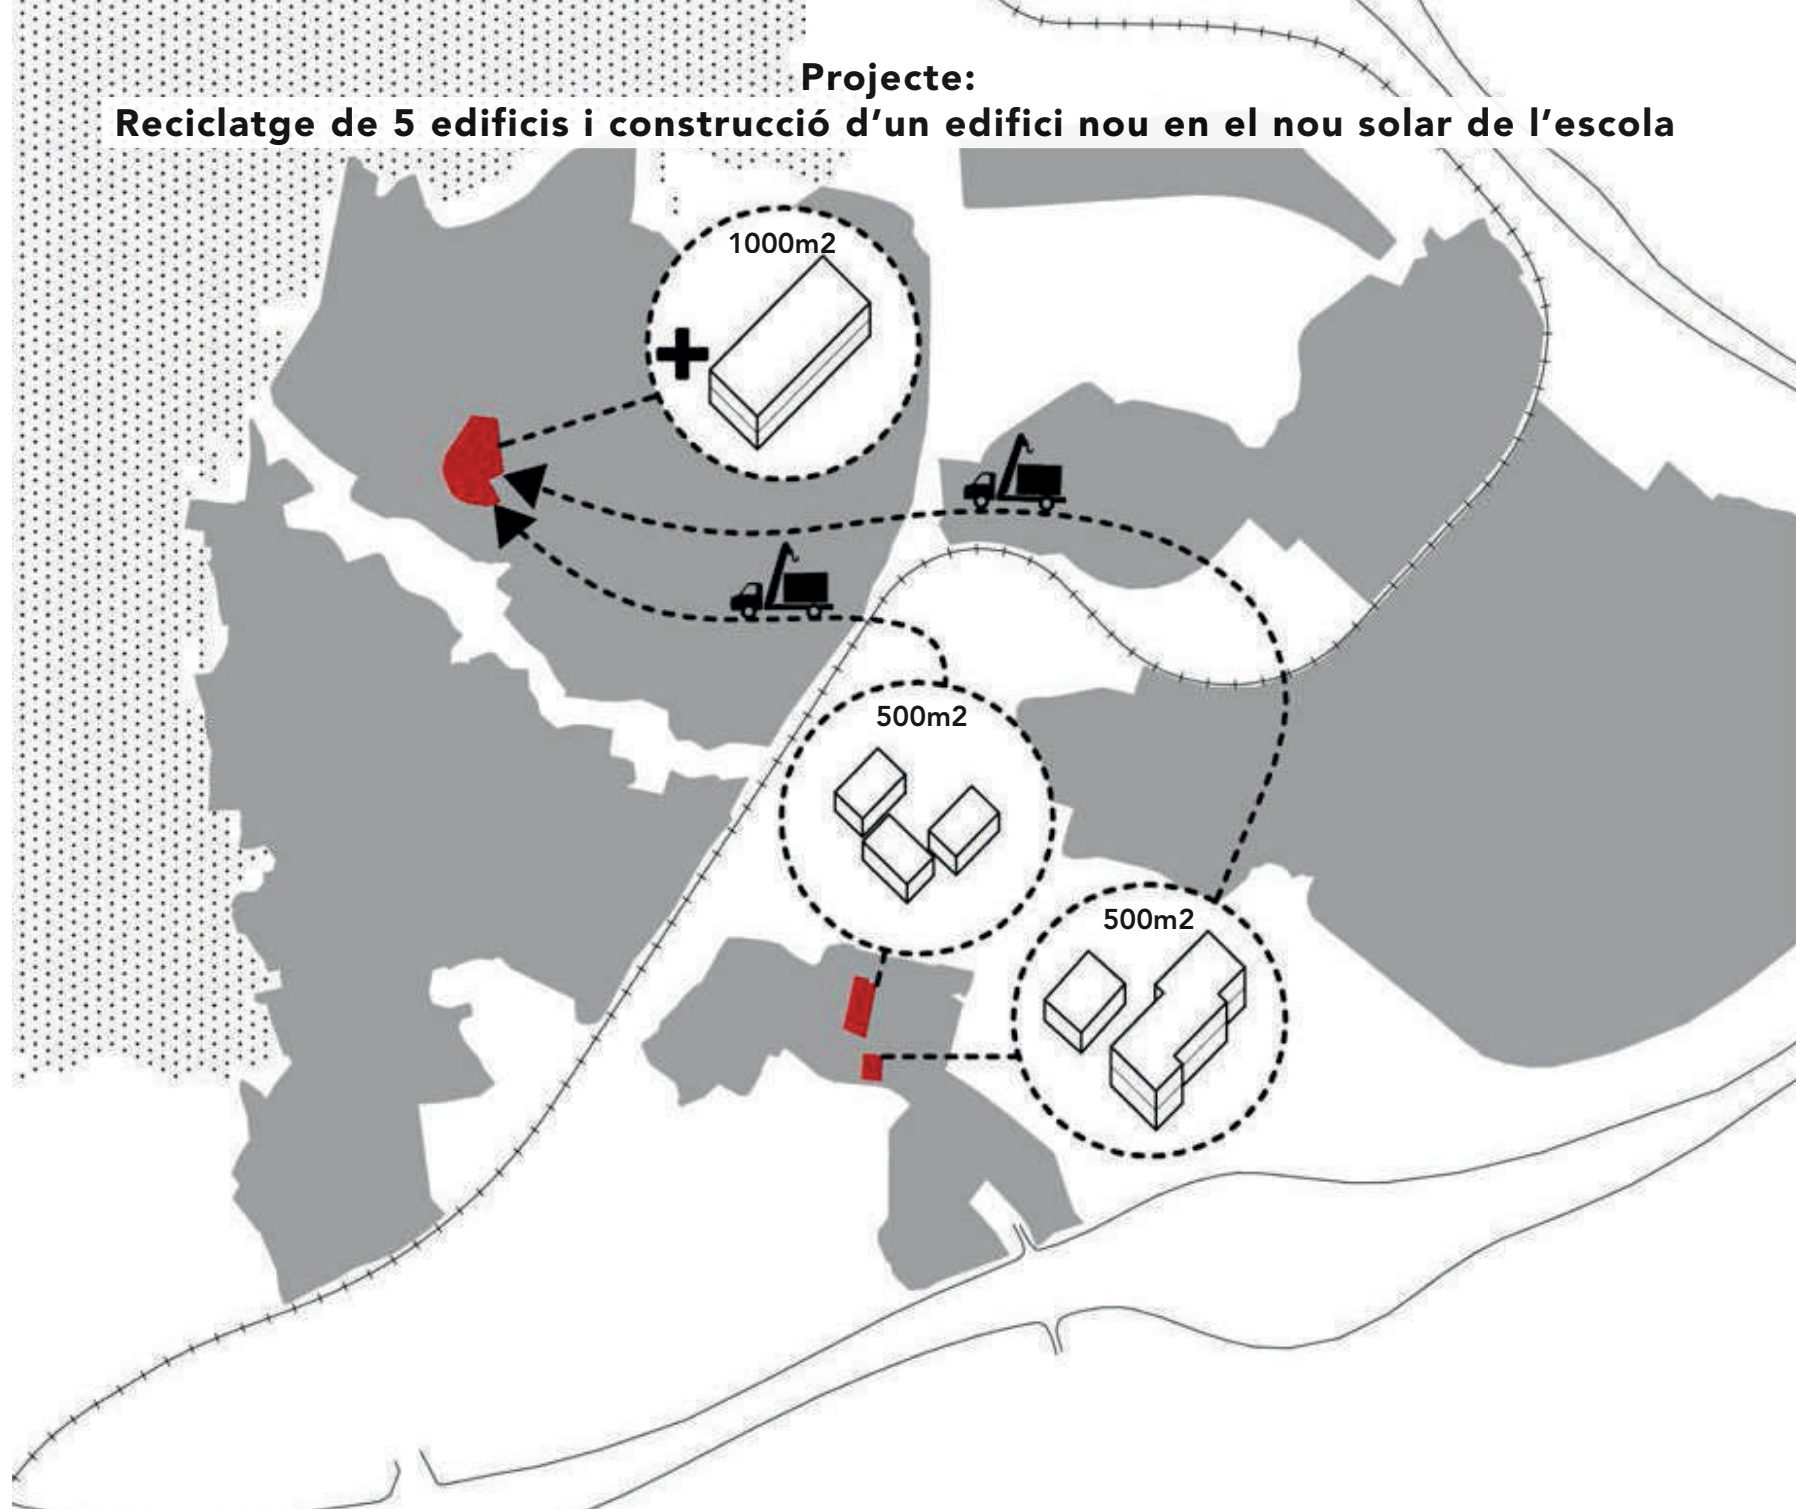 Projecte:
Reciclatge de 5 edificis i construcció d’un edifici nou en el nou solar de l’escola
1000m2
500m2
500m2